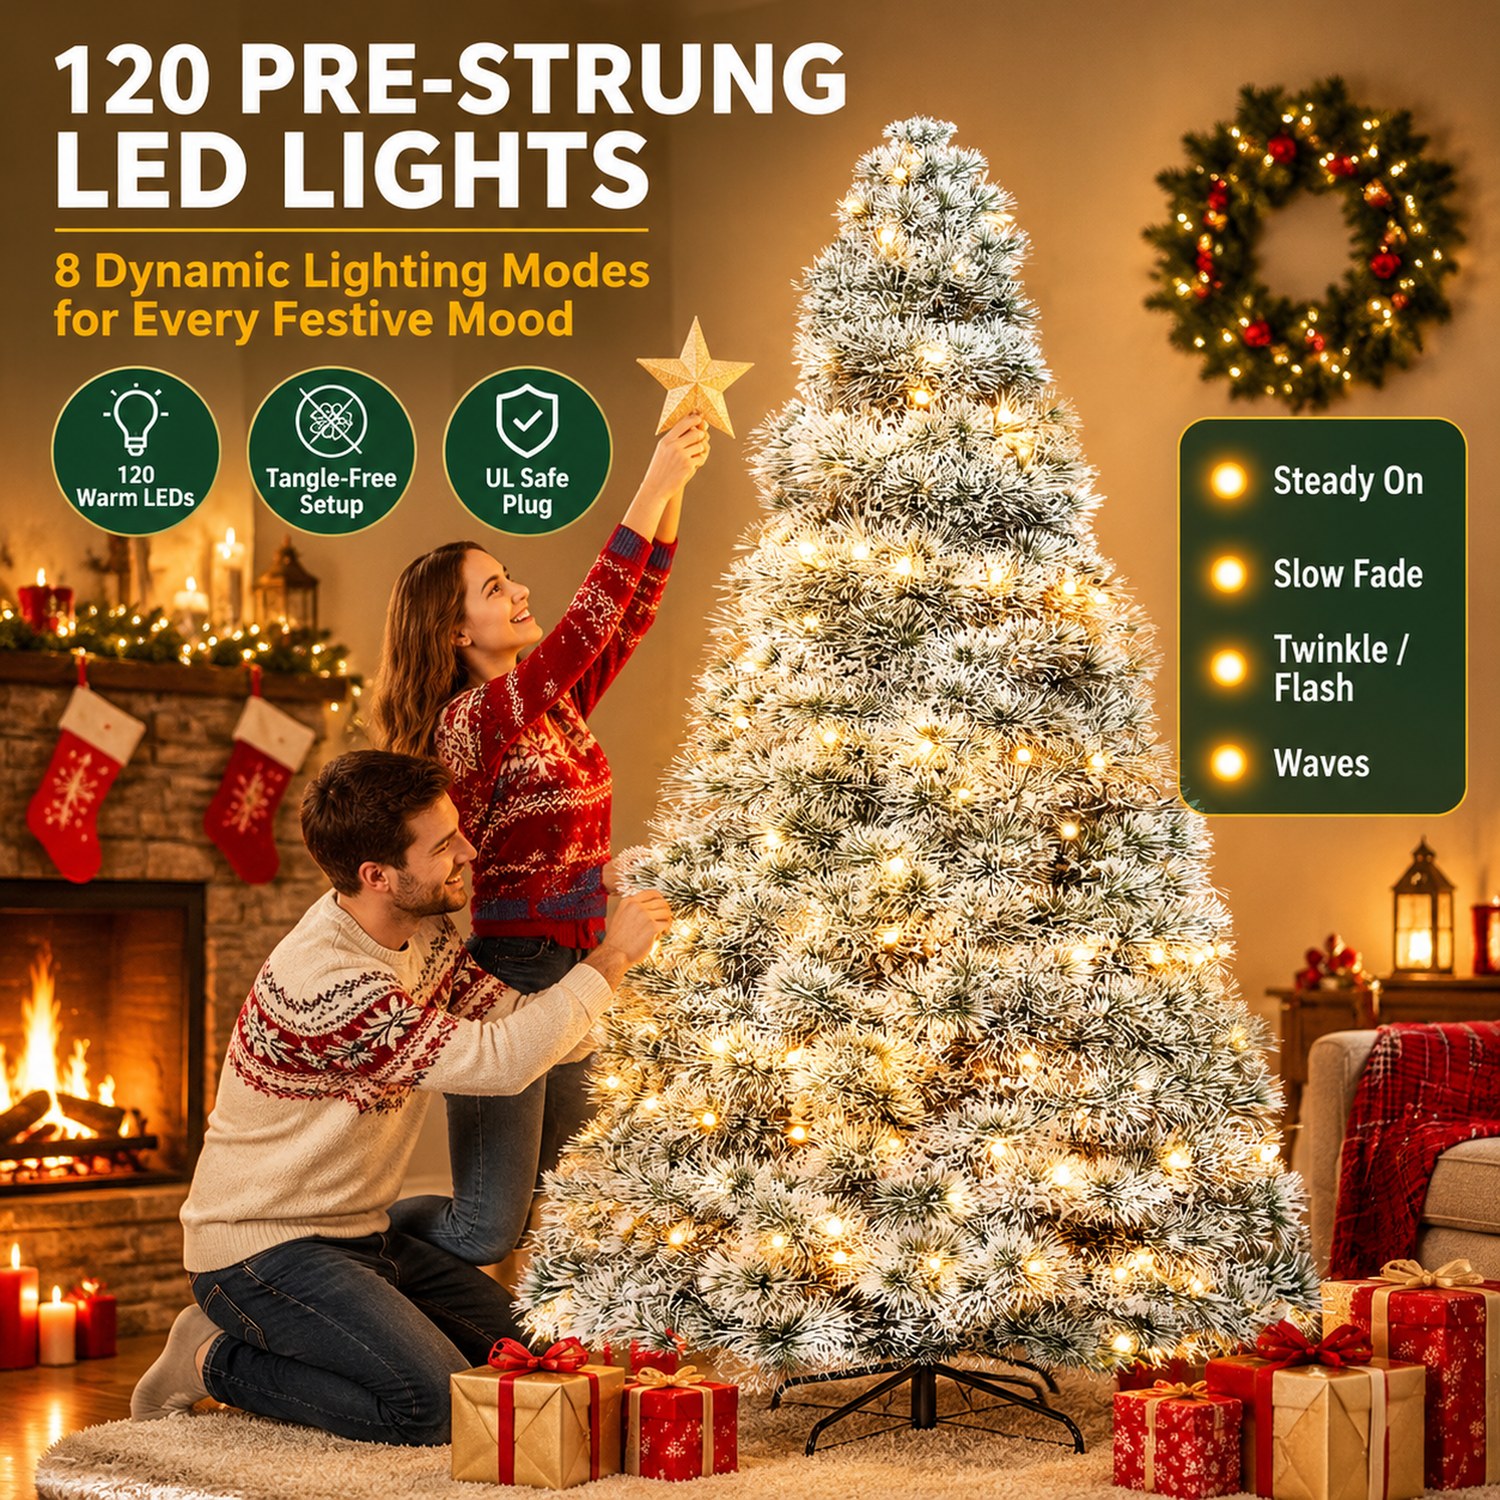 120 PRE-STRUNG
LED LIGHTS
8 Dynamic Lighting Modes
for Every Festive Mood
120
Warm LEDs
Tangle-Free
Setup
UL Safe
Plug
Steady On
Slow Fade
Twinkle /
Flash
Waves